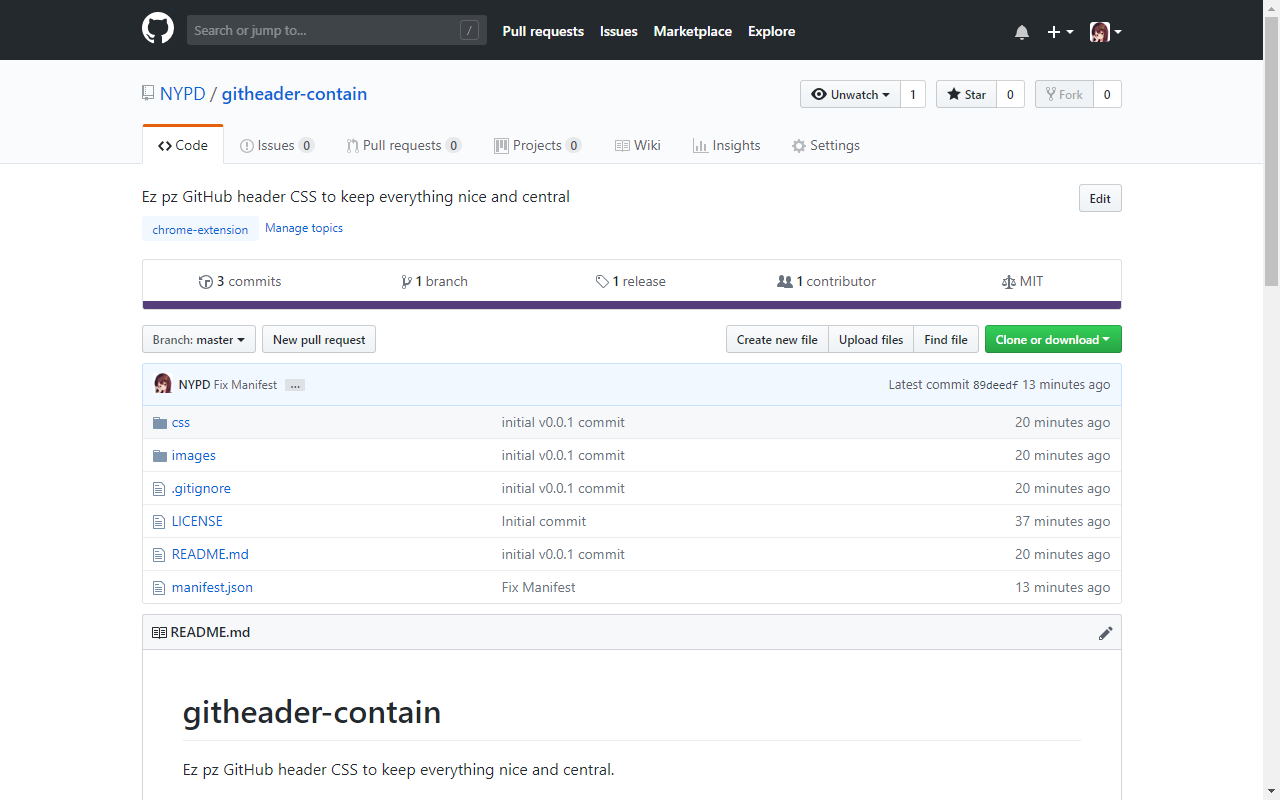 Search or jump to... / Pull requests Issues Marketplace Explore
NYPD / githeader-contain Unwatch 1 Star 0 Fork 0
Code Issues 0 Pull requests 0 Projects 0 Wiki Insights Settings
Ez pz GitHub header CSS to keep everything nice and central Edit
chrome-extension Manage topics
3 commits 1 branch 1 release 1 contributor MIT
Branch: master New pull request Create new file Upload files Find file Clone or download
NYPD Fix Manifest ... Latest commit 89deedf 13 minutes ago
css initial v0.0.1 commit 20 minutes ago
images initial v0.0.1 commit 20 minutes ago
.gitignore initial v0.0.1 commit 20 minutes ago
LICENSE Initial commit 37 minutes ago
README.md initial v0.0.1 commit 20 minutes ago
manifest.json Fix Manifest 13 minutes ago
README.md
githeader-contain
Ez pz GitHub header CSS to keep everything nice and central.